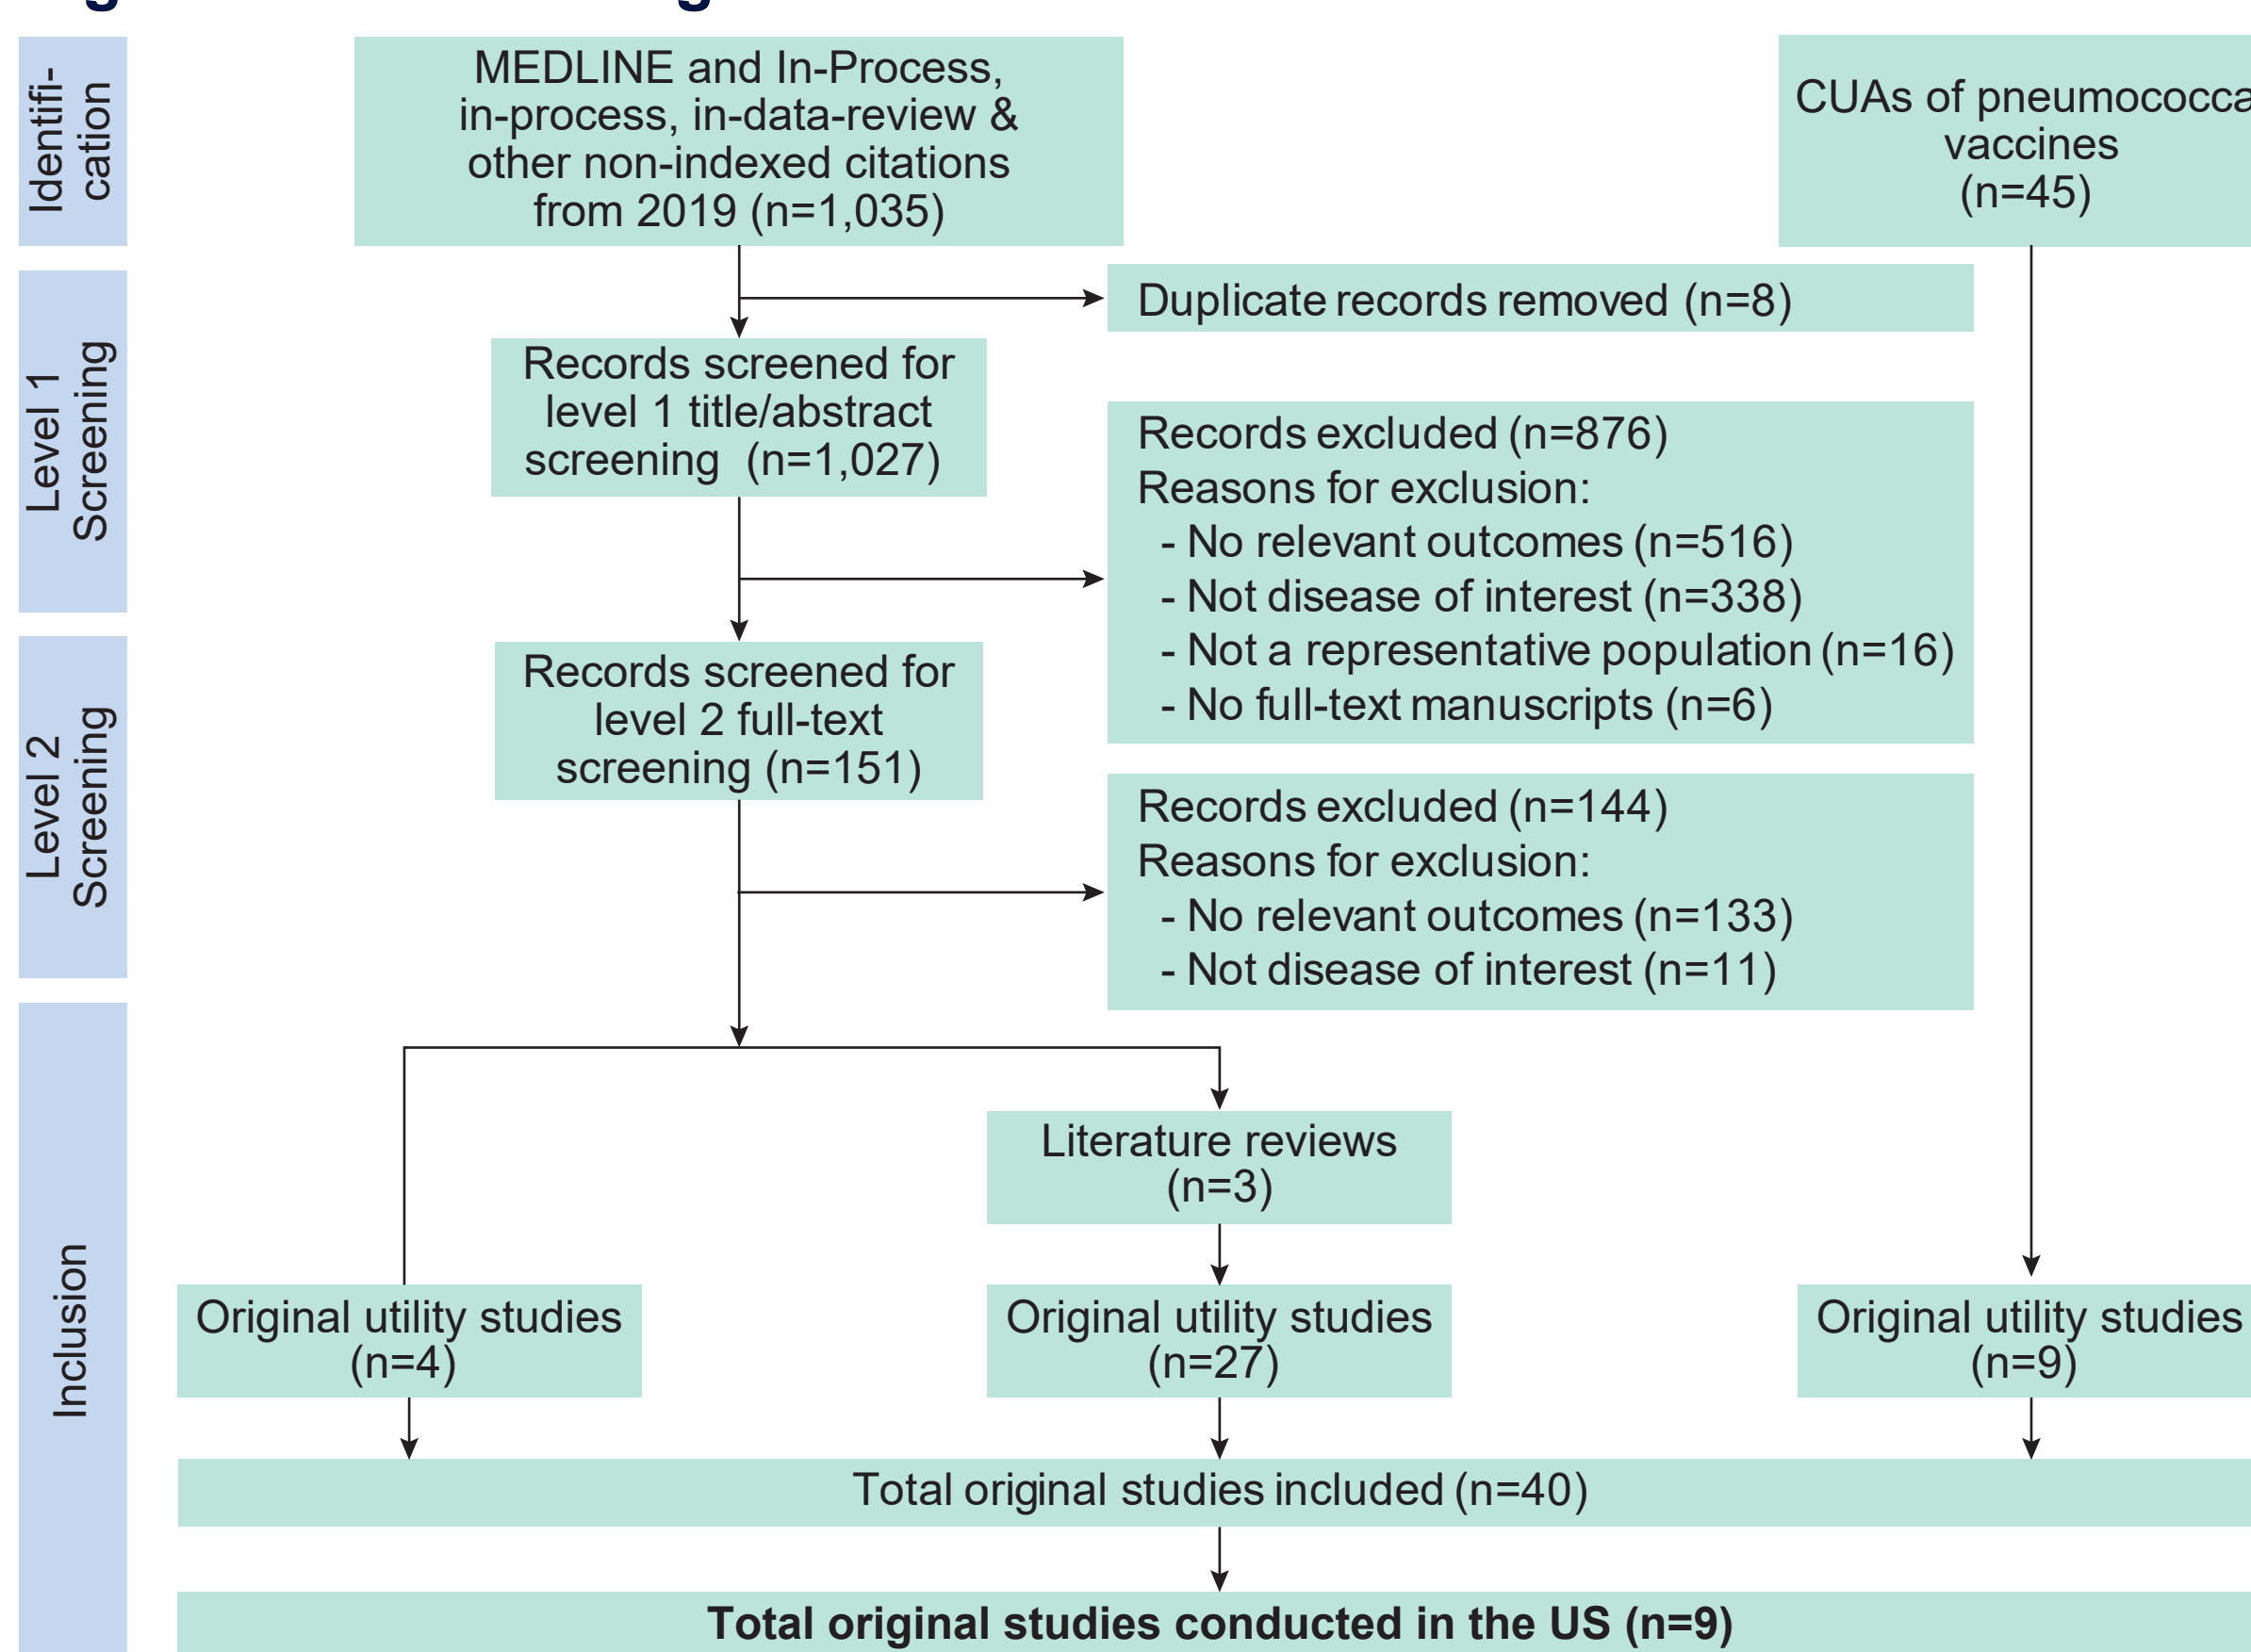 Identifi-
cation
MEDLINE and In-Process,
in-process, in-data-review &
other non-indexed citations
from 2019 (n=1,035)
CUAs of
vaccines
(n=45)
Level 1
Screening
Duplicate records removed (n=8)
Records screened for
level 1 title/abstract
screening (n=1,027)
Records excluded (n=876)
Reasons for exclusion:
- No relevant outcomes (n=516)
- Not disease of interest (n=338)
- Not a representative population (n=16)
- No full-text manuscripts (n=6)
Level 2
Screening
Records screened for
level 2 full-text
screening (n=151)
Records excluded (n=144)
Reasons for exclusion:
- No relevant outcomes (n=133)
- Not disease of interest (n=11)
Inclusion
Literature reviews
(n=3)
Original utility studies
(n=4)
Original utility studies
(n=27)
Original utility studies
(n=9)
Total original studies included (n=40)
Total original studies conducted in the US (n=9)